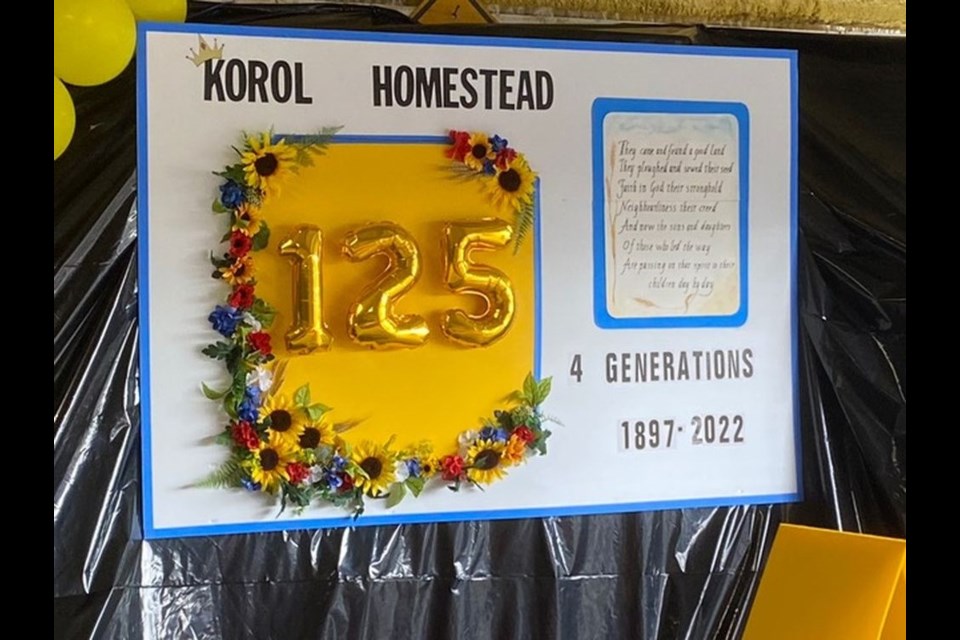 KOROL HOMESTEAD
125
They came and found a good land
They ploughed and sowed their seed
Faith in God their stronghold
Neighbourliness their creed
And now the sons and daughters
Of those who led the way
Are passing on that spirit to their
children day by day
4 GENERATIONS
1897-2022